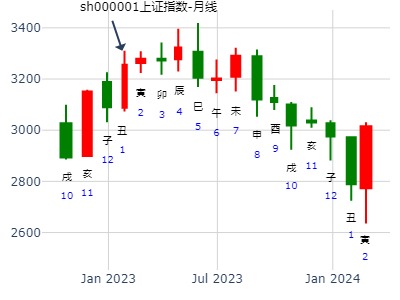 sh000001上证指数-月线
3400
3200
3000
2800
2600
戌
10
亥
11
子
12
丑
1
寅
2
卯
3
辰
4
巳
5
午
6
未
7
申
8
酉
9
戌
10
亥
11
子
12
丑
1
寅
2
Jan 2023
Jul 2023
Jan 2024